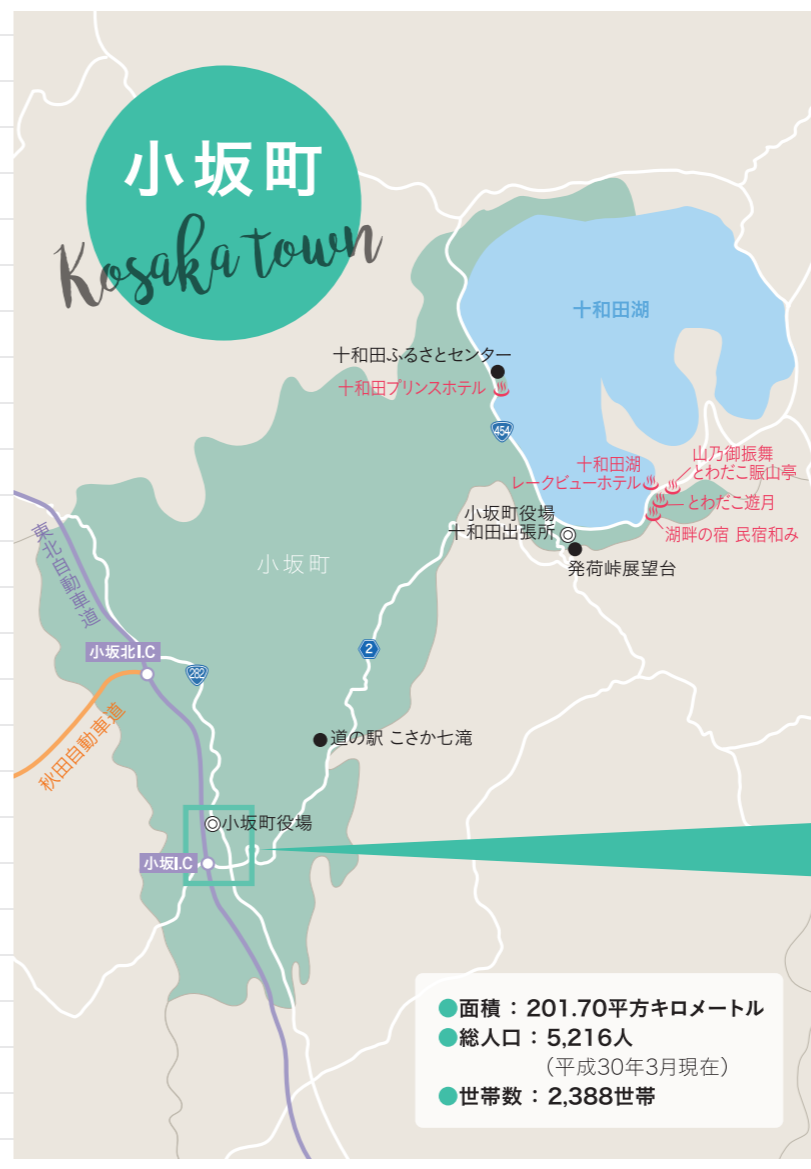 小坂町
Kosaka town
十和田湖
十和田ふるさとセンター
十和田プリンスホテル
454
十和田湖
レークビューホテル
山乃御振舞
とわだこ賑山亭
とわだこ遊月
湖畔の宿 民宿和み
小坂町役場
十和田出張所
発荷峠展望台
小坂町
東北自動車道
小坂北I.C
282
2
秋田自動車道
道の駅 こさか七滝
小坂町役場
小坂I.C
●面積：201.70平方キロメートル
●総人口：5,216人
（平成30年3月現在）
●世帯数：2,388世帯